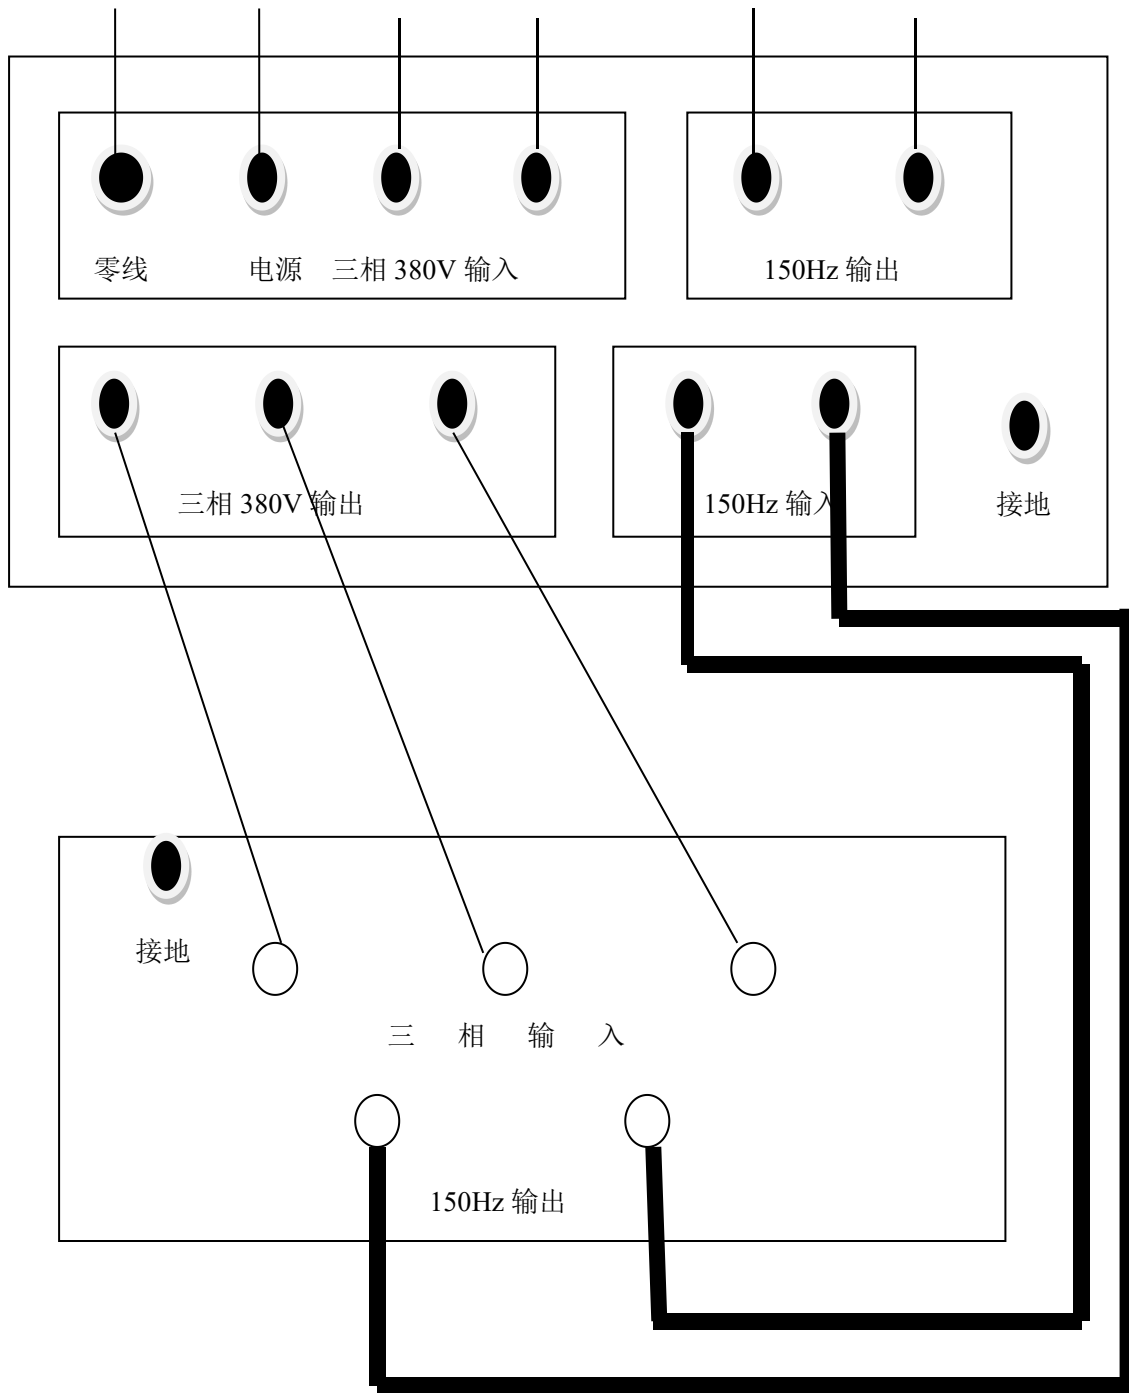 零线 电源 三相 380V 输入 150Hz 输出
三相 380V 输出 150Hz 输入 接地
接地
三 相 输 入
150Hz 输出